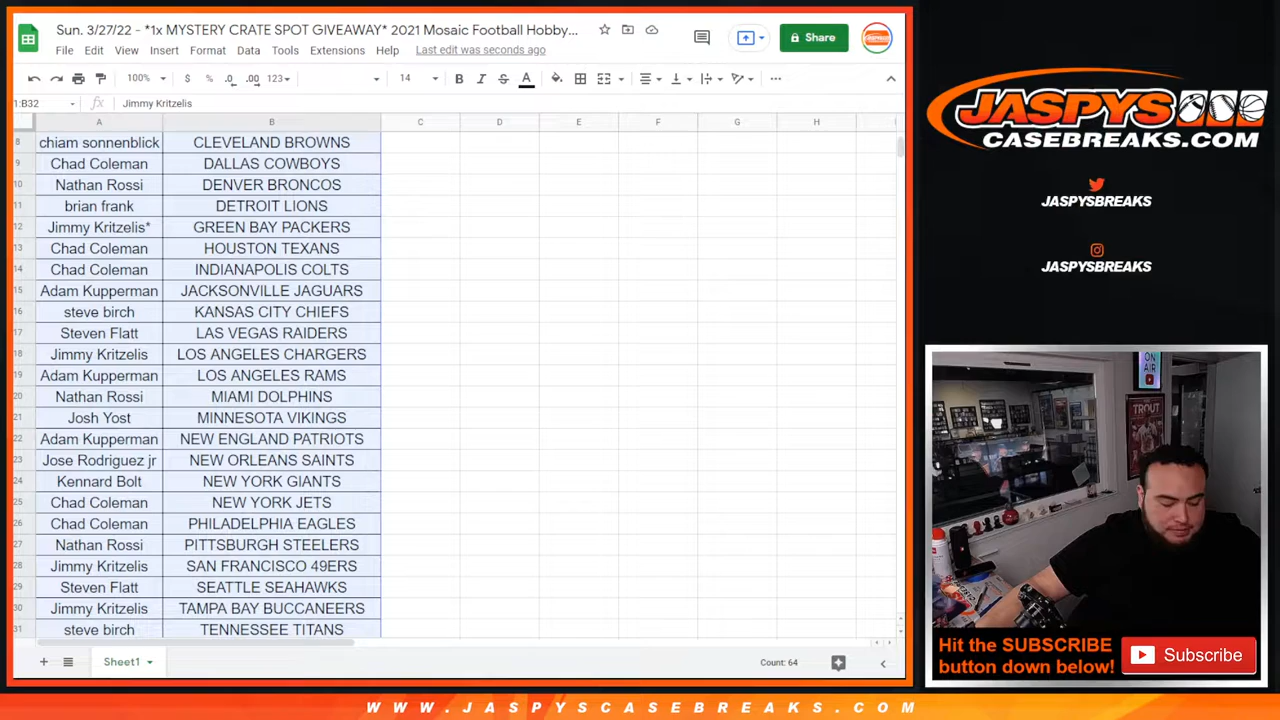 Sun. 3/27/22 - *1x MYSTERY CRATE SPOT GIVEAWAY* 2021 Mosaic Football Hobby...
File Edit View Insert Format Data Tools Extensions Help Last edit was seconds ago
Share
100% $ % .0 .00 123 14 B I S A
1:B32 fx Jimmy Kritzelis
A B C D E F G H
8 chiam sonnenblick CLEVELAND BROWNS
9 Chad Coleman DALLAS COWBOYS
10 Nathan Rossi DENVER BRONCOS
11 brian frank DETROIT LIONS
12 Jimmy Kritzelis* GREEN BAY PACKERS
13 Chad Coleman HOUSTON TEXANS
14 Chad Coleman INDIANAPOLIS COLTS
15 Adam Kupperman JACKSONVILLE JAGUARS
16 steve birch KANSAS CITY CHIEFS
17 Steven Flatt LAS VEGAS RAIDERS
18 Jimmy Kritzelis LOS ANGELES CHARGERS
19 Adam Kupperman LOS ANGELES RAMS
20 Nathan Rossi MIAMI DOLPHINS
21 Josh Yost MINNESOTA VIKINGS
22 Adam Kupperman NEW ENGLAND PATRIOTS
23 Jose Rodriguez jr NEW ORLEANS SAINTS
24 Kennard Bolt NEW YORK GIANTS
25 Chad Coleman NEW YORK JETS
26 Chad Coleman PHILADELPHIA EAGLES
27 Nathan Rossi PITTSBURGH STEELERS
28 Jimmy Kritzelis SAN FRANCISCO 49ERS
29 Steven Flatt SEATTLE SEAHAWKS
30 Jimmy Kritzelis TAMPA BAY BUCCANEERS
31 steve birch TENNESSEE TITANS
Sheet1
Count: 64
JASPYS
CASEBREAKS.COM
JASPYSBREAKS
JASPYSBREAKS
ON
AIR
TROUT
Hit the SUBSCRIBE
button down below!
Subscribe
WWW.JASPYSCASEBREAKS.COM